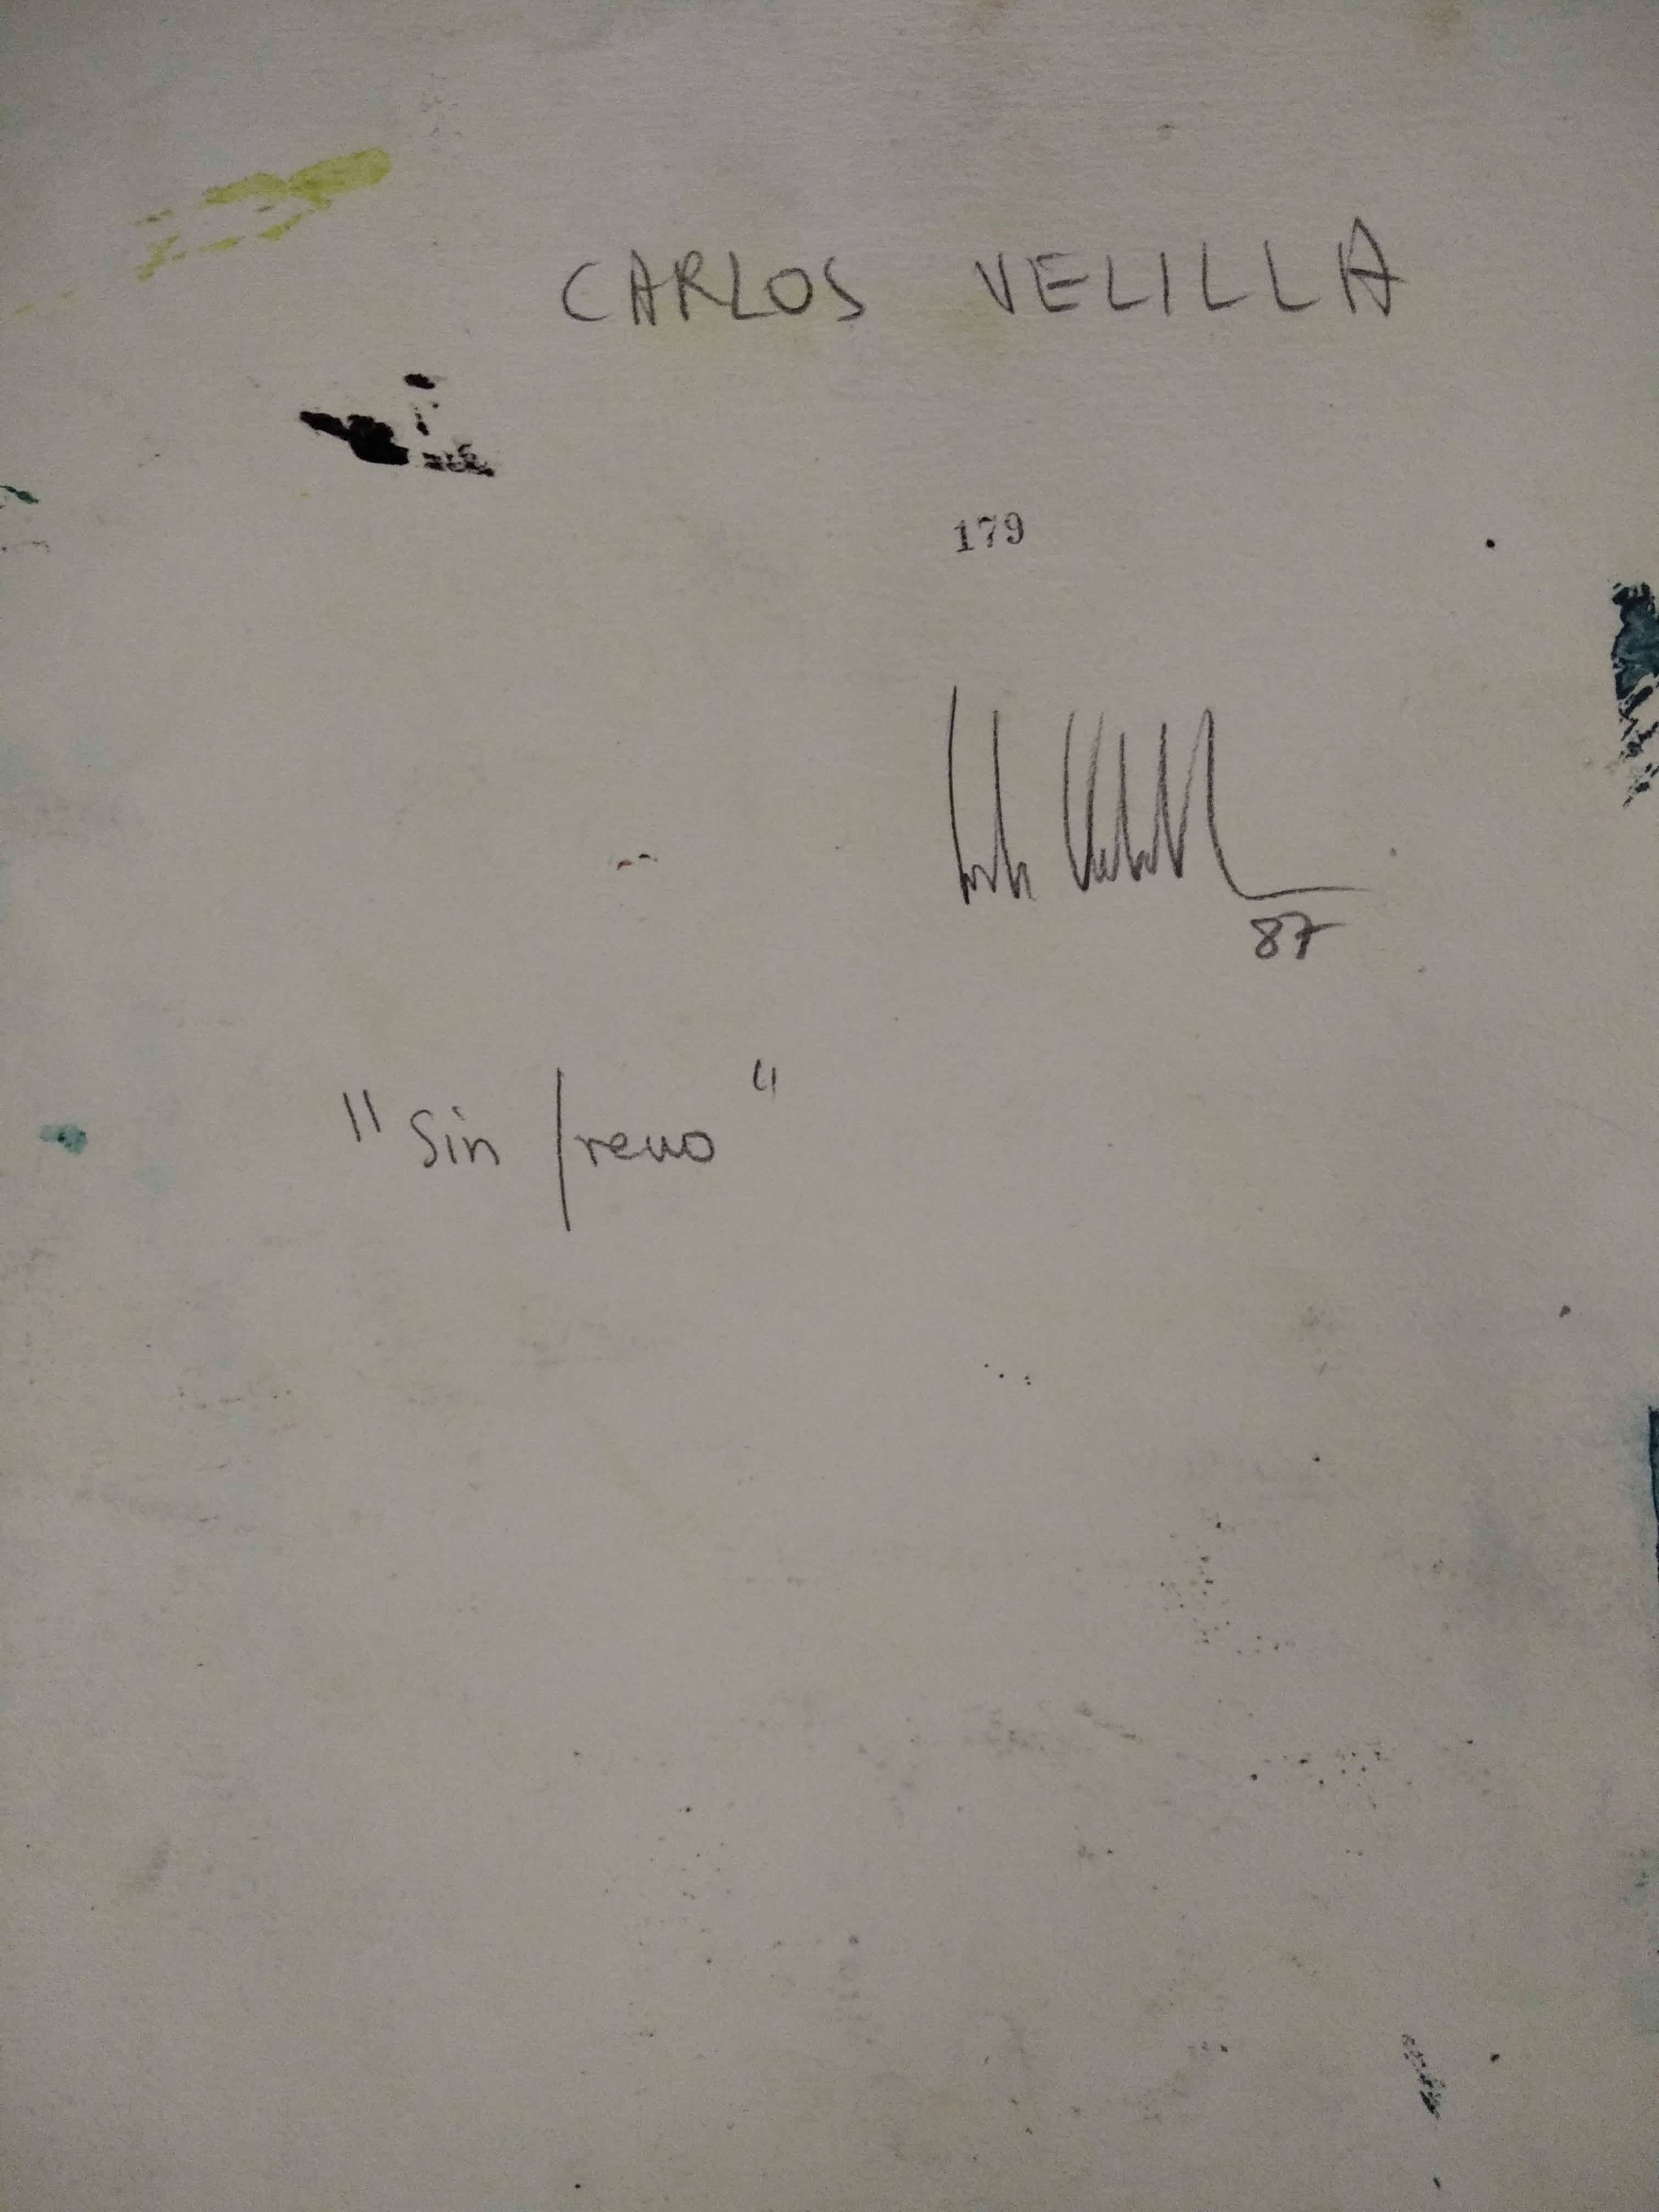 CARLOS VELILLA
179
87
"Sin freno"